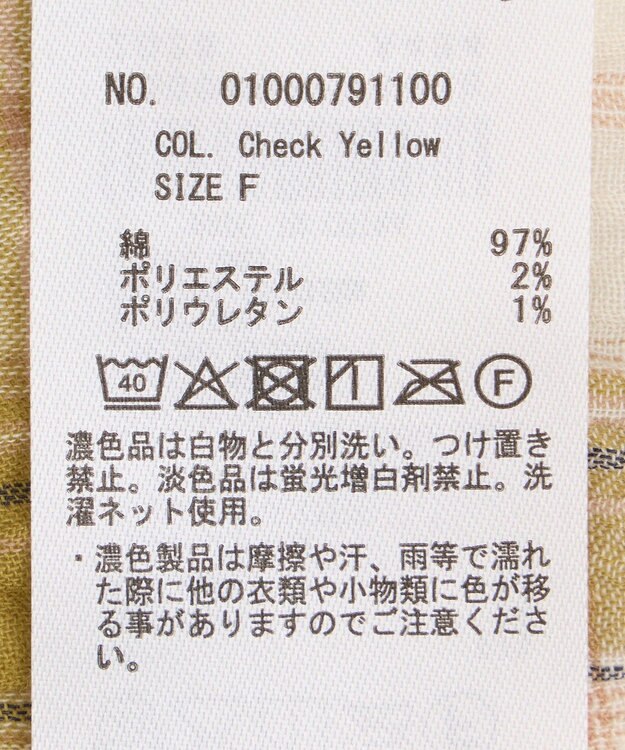 NO. 01000791100
COL. Check Yellow
SIZE F
綿 97%
ポリエステル 2%
ポリウレタン 1%
40 F
濃色品は白物と分別洗い。つけ置き
禁止。淡色品は蛍光増白剤禁止。洗
濯ネット使用。
・濃色製品は摩擦や汗、雨等で濡れ
た際に他の衣類や小物類に色が移
る事がありますのでご注意くださ
い。